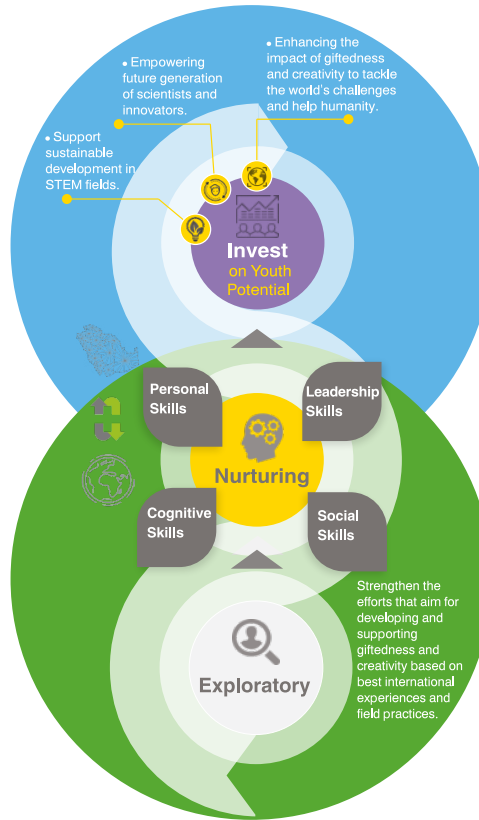 • Empowering
future generation
of scientists and
innovators.
• Enhancing the
impact of giftedness
and creativity to tackle
the world's challenges
and help humanity.
• Support
sustainable
development in
STEM fields.
Invest
on Youth
Potential
Personal
Skills
Leadership
Skills
Nurturing
Cognitive
Skills
Social
Skills
Strengthen the
efforts that aim for
developing and
supporting
giftedness and
creativity based on
best international
experiences and
field practices.
Exploratory